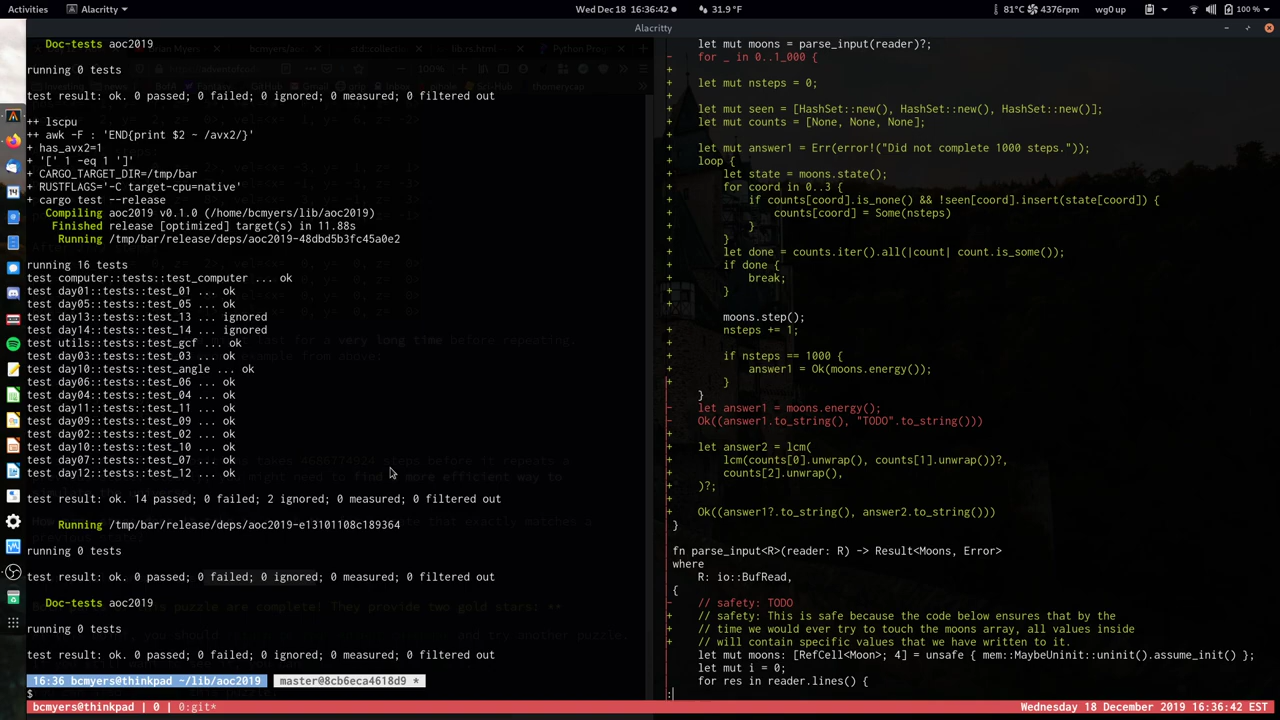 Activities
Alacritty
Wed Dec 18 16:36:42
31.9 °F
81°C
4376rpm
wg0 up
100 %
Alacritty
Doc-tests aoc2019
running 0 tests
test result: ok. 0 passed; 0 failed; 0 ignored; 0 measured; 0 filtered out
++ lscpu
++ awk -F : 'END{print $2 ~ /avx2/}'
+ has_avx2=1
+ '[' 1 -eq 1 ']'
+ CARGO_TARGET_DIR=/tmp/bar
+ RUSTFLAGS='-C target-cpu=native'
+ cargo test --release
Compiling aoc2019 v0.1.0 (/home/bcmyers/lib/aoc2019)
Finished release [optimized] target(s) in 11.88s
Running /tmp/bar/release/deps/aoc2019-48dbd5b3fc45a0e2
running 16 tests
test computer::tests::test_computer ... ok
test day01::tests::test_01 ... ok
test day05::tests::test_05 ... ok
test day13::tests::test_13 ... ignored
test day14::tests::test_14 ... ignored
test utils::tests::test_gcf ... ok
test day03::tests::test_03 ... ok
test day10::tests::test_angle ... ok
test day06::tests::test_06 ... ok
test day04::tests::test_04 ... ok
test day11::tests::test_11 ... ok
test day09::tests::test_09 ... ok
test day02::tests::test_02 ... ok
test day10::tests::test_10 ... ok
test day07::tests::test_07 ... ok
test day12::tests::test_12 ... ok
test result: ok. 14 passed; 0 failed; 2 ignored; 0 measured; 0 filtered out
Running /tmp/bar/release/deps/aoc2019-e13101108c189364
running 0 tests
test result: ok. 0 passed; 0 failed; 0 ignored; 0 measured; 0 filtered out
Doc-tests aoc2019
running 0 tests
test result: ok. 0 passed; 0 failed; 0 ignored; 0 measured; 0 filtered out
16:36 bcmyers@thinkpad ~/lib/aoc2019 master@8cb6eca4618d9 *
$
let mut moons = parse_input(reader)?;
- for _ in 0..1_000 {
+
+ let mut nsteps = 0;
+
+ let mut seen = [HashSet::new(), HashSet::new(), HashSet::new()];
+ let mut counts = [None, None, None];
+
+ let mut answer1 = Err(error!("Did not complete 1000 steps."));
+ loop {
+ let state = moons.state();
+ for coord in 0..3 {
+ if counts[coord].is_none() && !seen[coord].insert(state[coord]) {
+ counts[coord] = Some(nsteps)
+ }
+ }
+ let done = counts.iter().all(|count| count.is_some());
+ if done {
+ break;
+ }
+
moons.step();
+ nsteps += 1;
+
+ if nsteps == 1000 {
+ answer1 = Ok(moons.energy());
+ }
}
- let answer1 = moons.energy();
- Ok((answer1.to_string(), "TODO".to_string()))
+
+ let answer2 = lcm(
+ lcm(counts[0].unwrap(), counts[1].unwrap())?,
+ counts[2].unwrap(),
+ )?;
+
+ Ok((answer1?.to_string(), answer2.to_string()))
}
fn parse_input<R>(reader: R) -> Result<Moons, Error>
where
R: io::BufRead,
{
- // safety: TODO
+ // safety: This is safe because the code below ensures that by the
+ // time we would ever try to touch the moons array, all values inside
+ // will contain specific values that we have written to it.
let mut moons: [RefCell<Moon>; 4] = unsafe { mem::MaybeUninit::uninit().assume_init() };
let mut i = 0;
for res in reader.lines() {
:
bcmyers@thinkpad | 0 | 0:git*
Wednesday 18 December 2019 16:36:42 EST